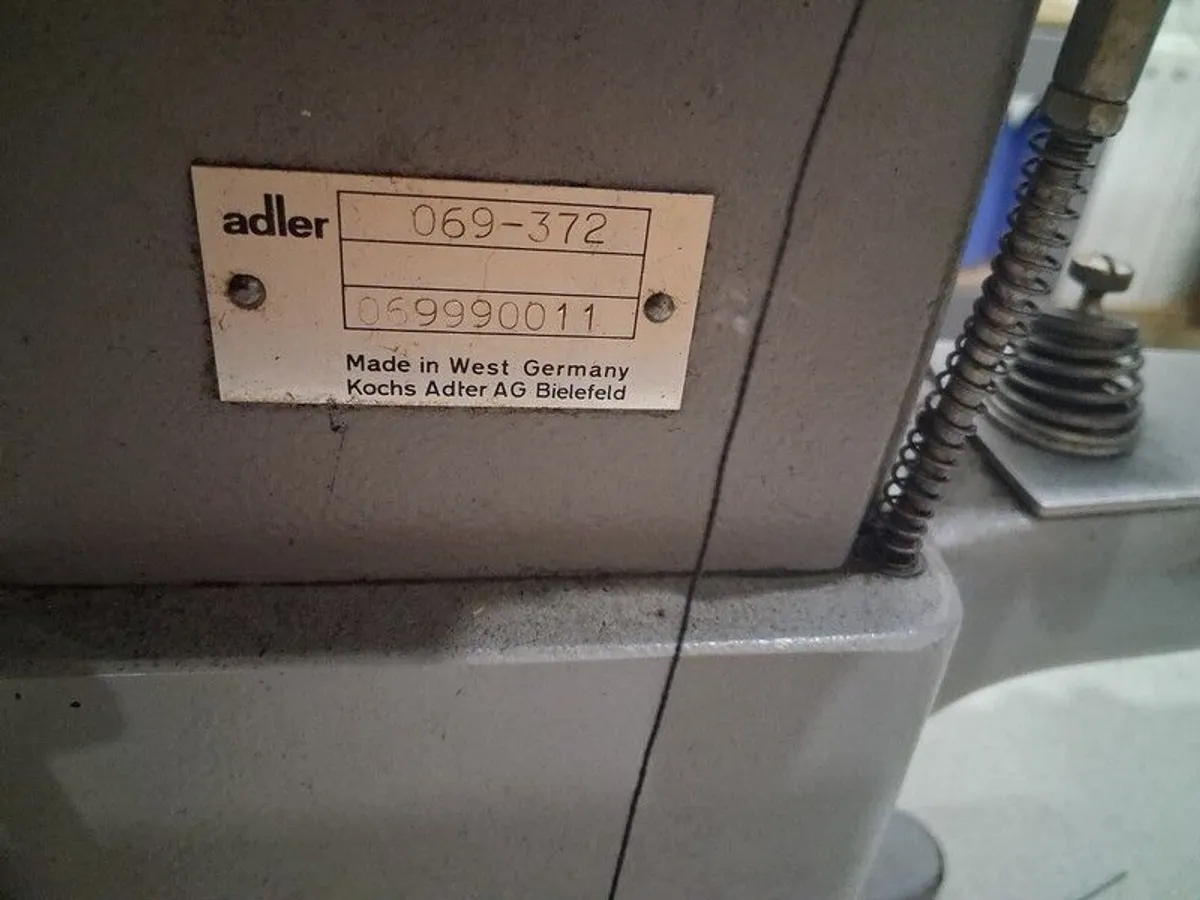 adler
069-372
069990011
Made in West Germany
Kochs Adler AG Bielefeld